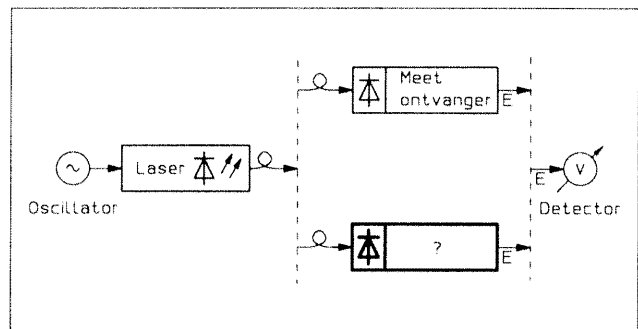 Meet
ontvanger
E
Laser
~
Oscillator
E
V
Detector
?
E